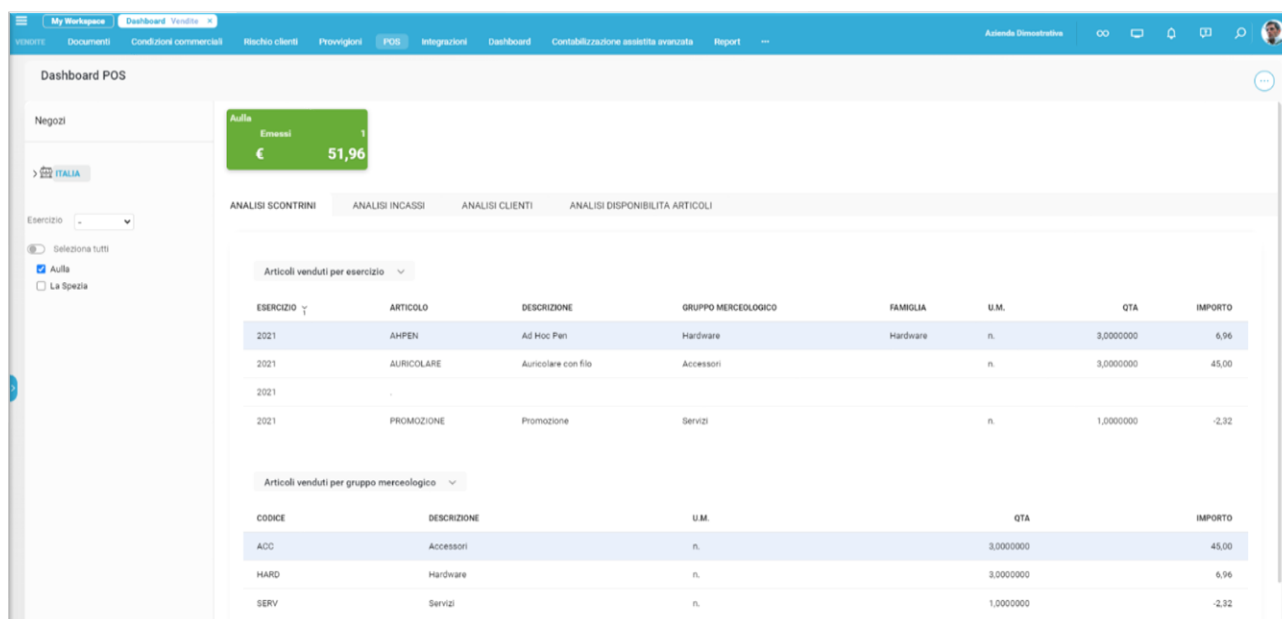 My Workspace Dashboard Vendite ×
VENDITE Documenti Condizioni commerciali Rischio clienti Provvigioni POS Integrazioni Dashboard Contabilizzazione assistita avanzata Report ··· Azienda Dimostrativa
Dashboard POS
Negozi
ITALIA
Esercizio -
Seleziona tutti
Aulla
La Spezia
Aulla
Emessi 1
€ 51,96
ANALISI SCONTRINI ANALISI INCASSI ANALISI CLIENTI ANALISI DISPONIBILITA ARTICOLI
Articoli venduti per esercizio
ESERCIZIO 1 ARTICOLO DESCRIZIONE GRUPPO MERCEOLOGICO FAMIGLIA U.M. QTA IMPORTO
2021 AHPEN Ad Hoc Pen Hardware Hardware n. 3,0000000 6,96
2021 AURICOLARE Auricolare con filo Accessori n. 3,0000000 45,00
2021 .
2021 PROMOZIONE Promozione Servizi n. 1,0000000 -2,32
Articoli venduti per gruppo merceologico
CODICE DESCRIZIONE U.M. QTA IMPORTO
ACC Accessori n. 3,0000000 45,00
HARD Hardware n. 3,0000000 6,96
SERV Servizi n. 1,0000000 -2,32